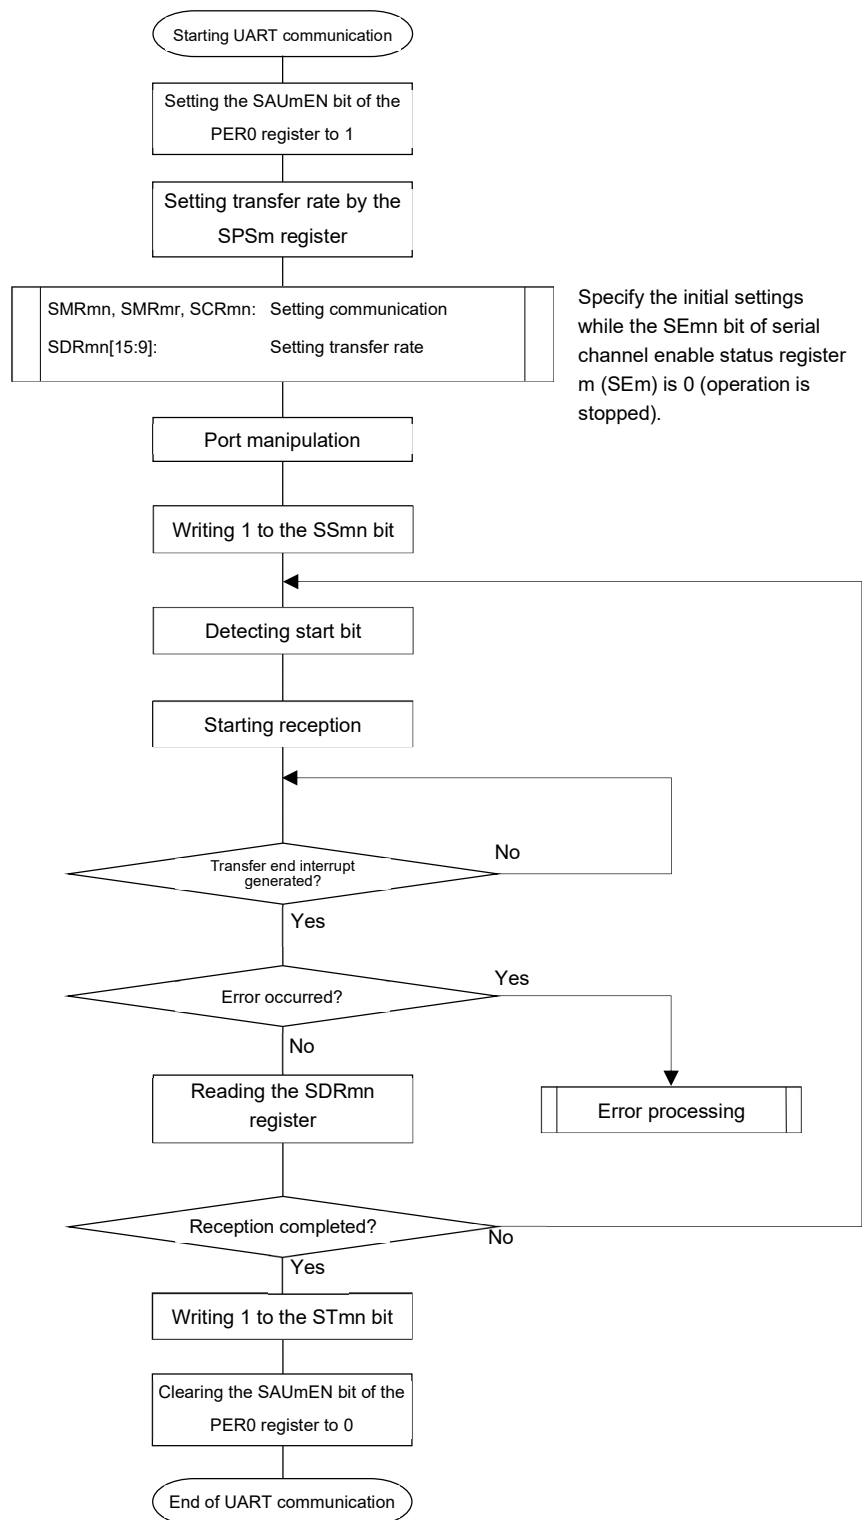 Starting UART communication
Setting the SAUmEN bit of the
PER0 register to 1
Setting transfer rate by the
SPSm register
SMRmn, SMRmr, SCRmn: Setting communication
SDRmn[15:9]: Setting transfer rate
Specify the initial settings
while the SEmn bit of serial
channel enable status register
m (SEm) is 0 (operation is
stopped).
Port manipulation
Writing 1 to the SSmn bit
Detecting start bit
Starting reception
Transfer end interrupt
generated?
No
Yes
Error occurred?
Yes
No
Reading the SDRmn
register
Error processing
Reception completed?
No
Yes
Writing 1 to the STmn bit
Clearing the SAUmEN bit of the
PER0 register to 0
End of UART communication